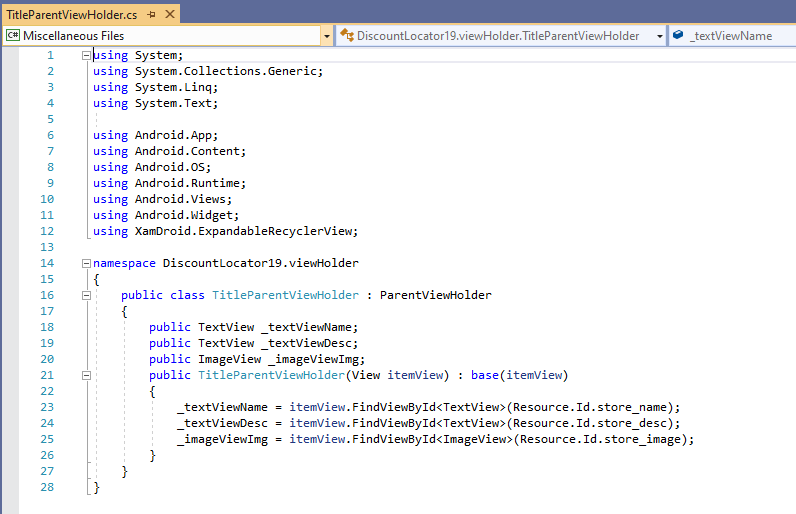 TitleParentViewHolder.cs
C# Miscellaneous Files DiscountLocator19.viewHolder.TitleParentViewHolder _textViewName
1 using System;
2 using System.Collections.Generic;
3 using System.Linq;
4 using System.Text;
5
6 using Android.App;
7 using Android.Content;
8 using Android.OS;
9 using Android.Runtime;
10 using Android.Views;
11 using Android.Widget;
12 using XamDroid.ExpandableRecyclerView;
13
14 namespace DiscountLocator19.viewHolder
15 {
16 public class TitleParentViewHolder : ParentViewHolder
17 {
18 public TextView _textViewName;
19 public TextView _textViewDesc;
20 public ImageView _imageViewImg;
21 public TitleParentViewHolder(View itemView) : base(itemView)
22 {
23 _textViewName = itemView.FindViewById<TextView>(Resource.Id.store_name);
24 _textViewDesc = itemView.FindViewById<TextView>(Resource.Id.store_desc);
25 _imageViewImg = itemView.FindViewById<ImageView>(Resource.Id.store_image);
26 }
27 }
28 }